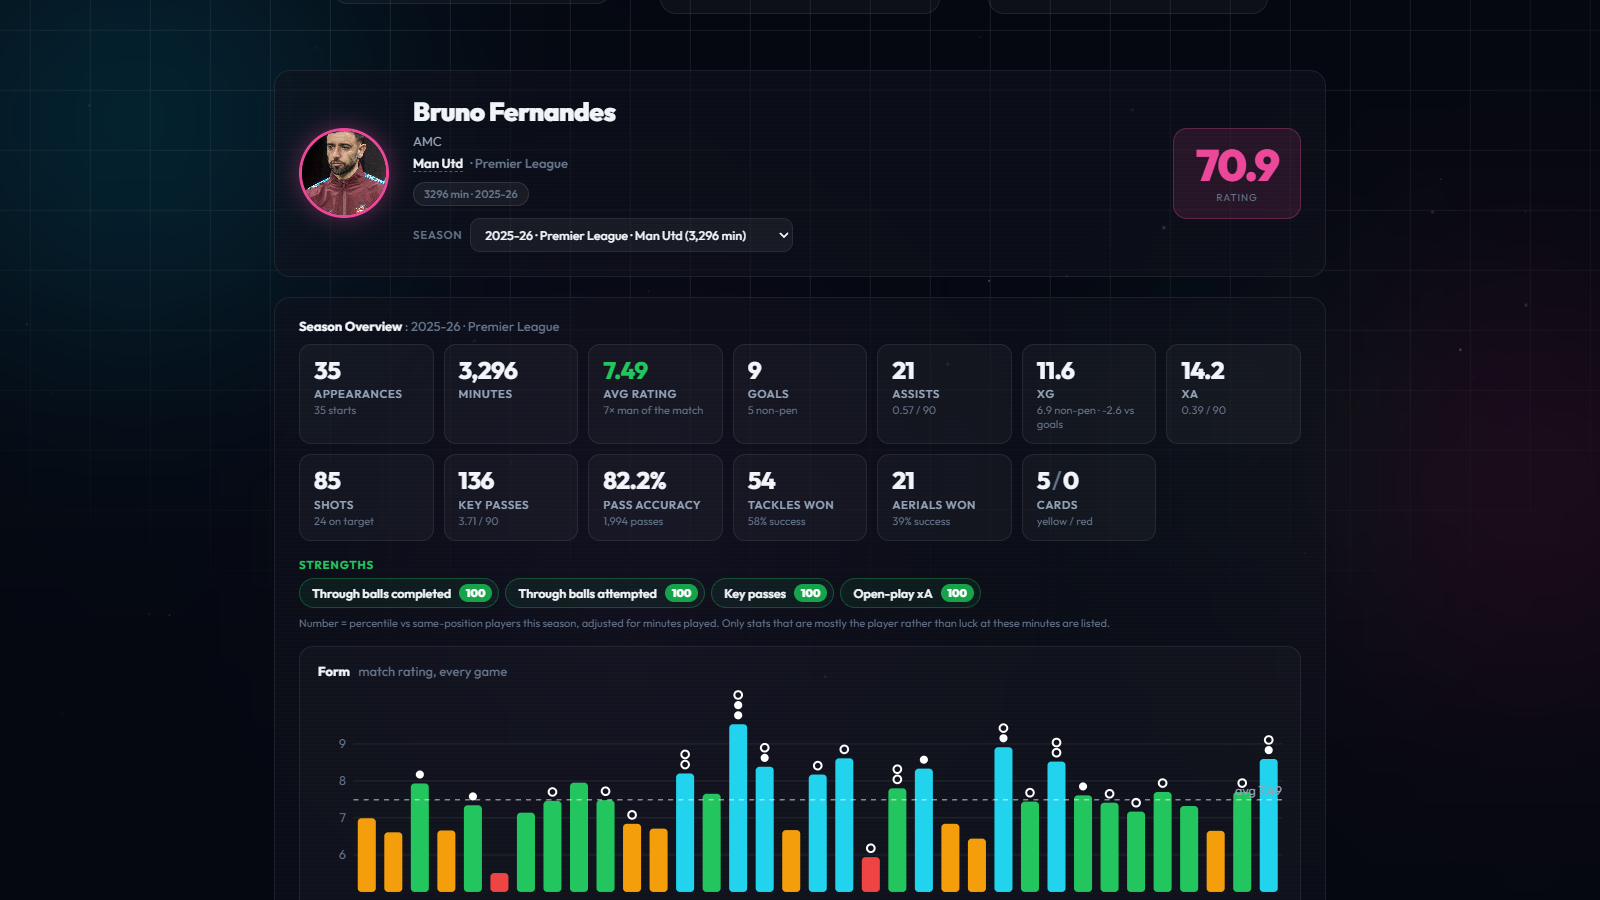 Bruno Fernandes
AMC
Man Utd · Premier League
3296 min · 2025-26
SEASON 2025-26 · Premier League · Man Utd (3,296 min)
70.9
RATING
Season Overview : 2025-26 · Premier League
35
APPEARANCES
35 starts
3,296
MINUTES
7.49
AVG RATING
7× man of the match
9
GOALS
5 non-pen
21
ASSISTS
0.57 / 90
11.6
XG
6.9 non-pen · -2.6 vs
goals
14.2
XA
0.39 / 90
85
SHOTS
24 on target
136
KEY PASSES
3.71 / 90
82.2%
PASS ACCURACY
1,994 passes
54
TACKLES WON
58% success
21
AERIALS WON
39% success
5/0
CARDS
yellow / red
STRENGTHS
Through balls completed 100
Through balls attempted 100
Key passes 100
Open-play xA 100
Number = percentile vs same-position players this season, adjusted for minutes played. Only stats that are mostly the player rather than luck at these minutes are listed.
Form match rating, every game
9
8
avg 7.49
7
6